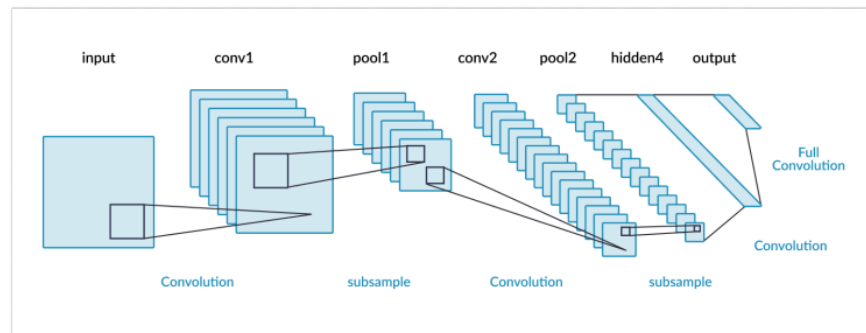 input conv1 pool1 conv2 pool2 hidden4 output
Full
Convolution
Convolution
Convolution subsample Convolution subsample